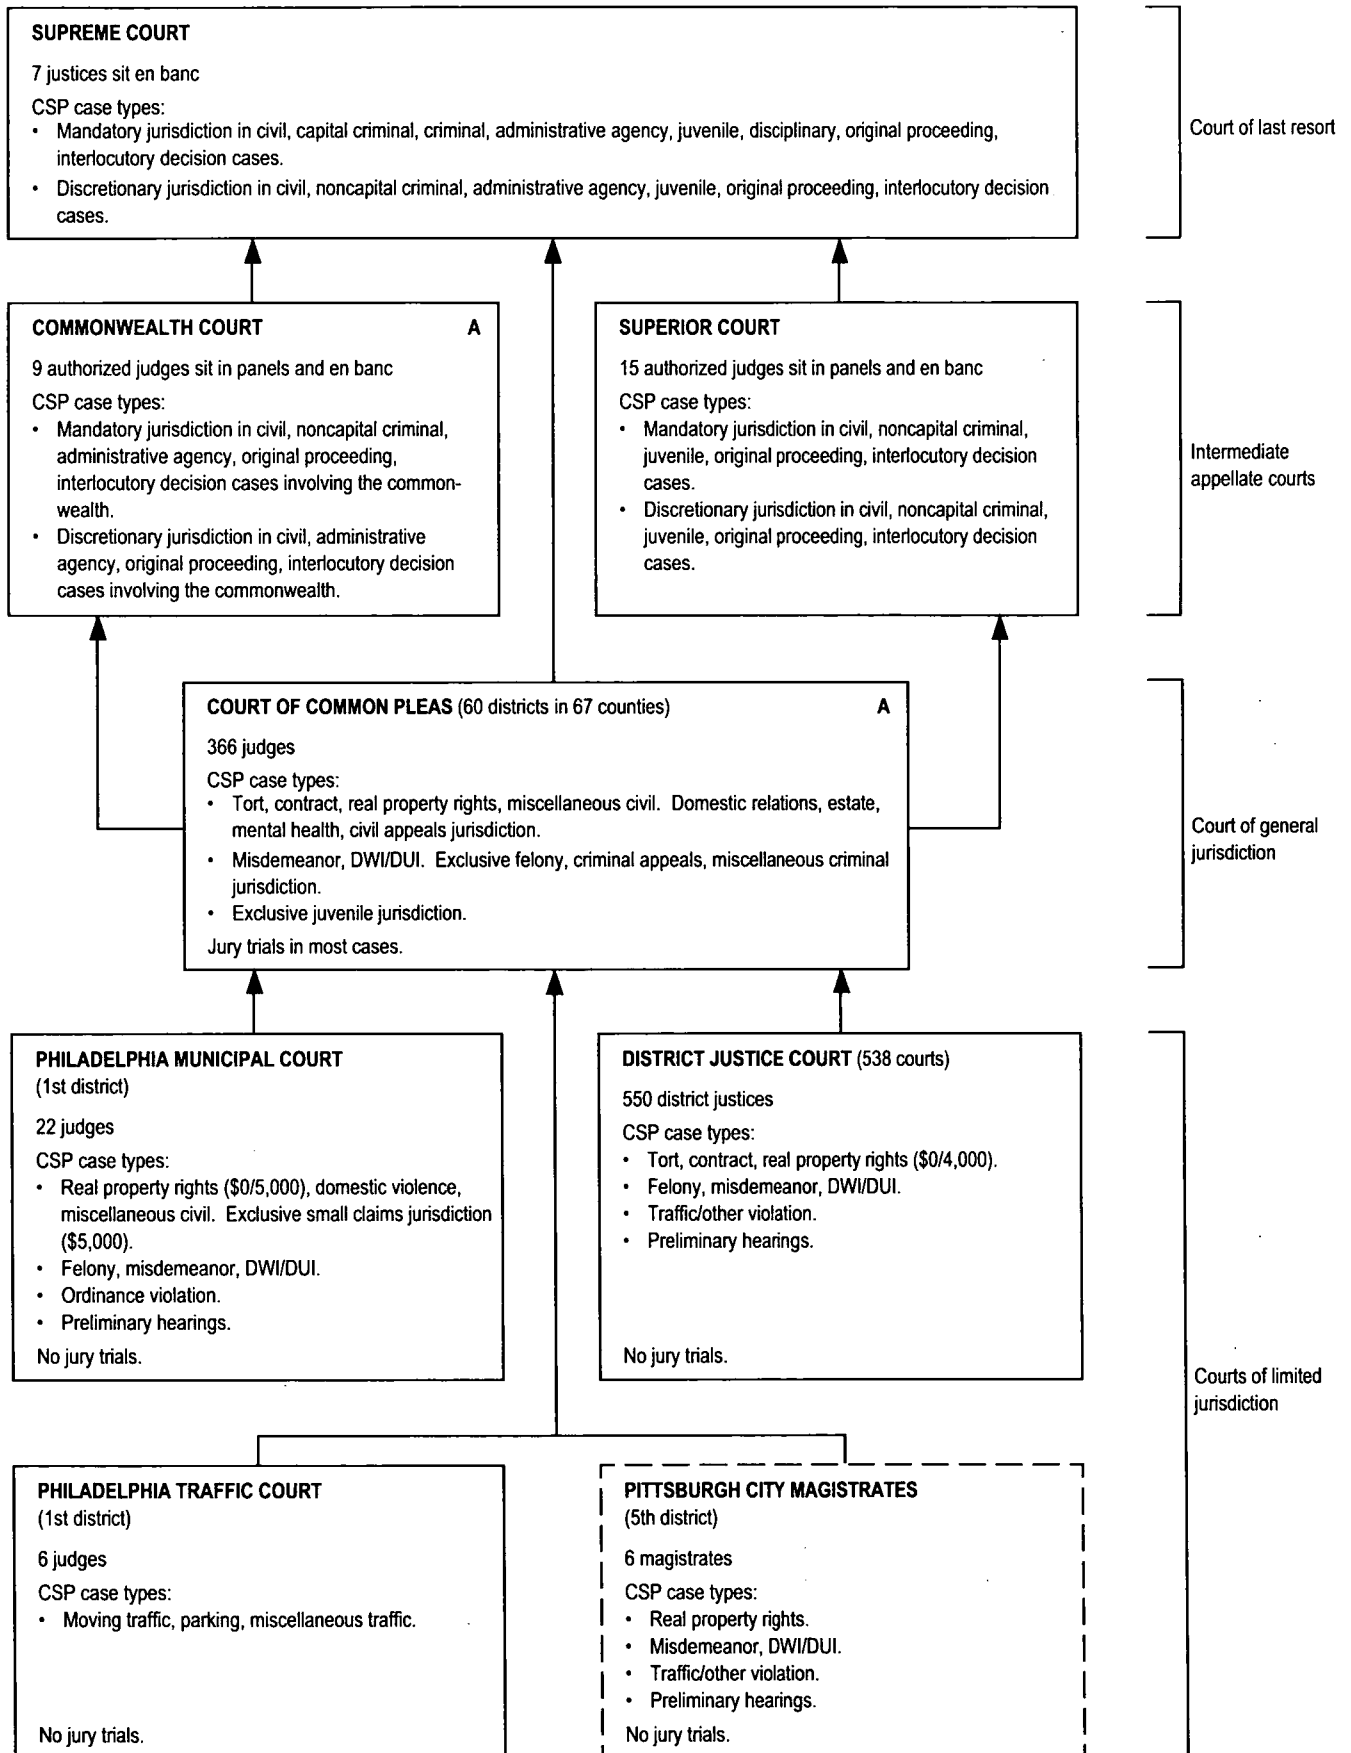 SUPREME COURT
7 justices sit en banc
CSP case types:
• Mandatory jurisdiction in civil, capital criminal, criminal, administrative agency, juvenile, disciplinary, original proceeding,
interlocutory decision cases.
• Discretionary jurisdiction in civil, noncapital criminal, administrative agency, juvenile, original proceeding, interlocutory decision
cases.
Court of last resort
COMMONWEALTH COURT A
9 authorized judges sit in panels and en banc
CSP case types:
• Mandatory jurisdiction in civil, noncapital criminal,
administrative agency, original proceeding,
interlocutory decision cases involving the common-
wealth.
• Discretionary jurisdiction in civil, administrative
agency, original proceeding, interlocutory decision
cases involving the commonwealth.
SUPERIOR COURT
15 authorized judges sit in panels and en banc
CSP case types:
• Mandatory jurisdiction in civil, noncapital criminal,
juvenile, original proceeding, interlocutory decision
cases.
• Discretionary jurisdiction in civil, noncapital criminal,
juvenile, original proceeding, interlocutory decision
cases.
Intermediate
appellate courts
COURT OF COMMON PLEAS (60 districts in 67 counties) A
366 judges
CSP case types:
• Tort, contract, real property rights, miscellaneous civil. Domestic relations, estate,
mental health, civil appeals jurisdiction.
• Misdemeanor, DWI/DUI. Exclusive felony, criminal appeals, miscellaneous criminal
jurisdiction.
• Exclusive juvenile jurisdiction.
Jury trials in most cases.
Court of general
jurisdiction
PHILADELPHIA MUNICIPAL COURT
(1st district)
22 judges
CSP case types:
• Real property rights ($0/5,000), domestic violence,
miscellaneous civil. Exclusive small claims jurisdiction
($5,000).
• Felony, misdemeanor, DWI/DUI.
• Ordinance violation.
• Preliminary hearings.
No jury trials.
DISTRICT JUSTICE COURT (538 courts)
550 district justices
CSP case types:
• Tort, contract, real property rights ($0/4,000).
• Felony, misdemeanor, DWI/DUI.
• Traffic/other violation.
• Preliminary hearings.
No jury trials.
Courts of limited
jurisdiction
PHILADELPHIA TRAFFIC COURT
(1st district)
6 judges
CSP case types:
• Moving traffic, parking, miscellaneous traffic.
No jury trials.
PITTSBURGH CITY MAGISTRATES
(5th district)
6 magistrates
CSP case types:
• Real property rights.
• Misdemeanor, DWI/DUI.
• Traffic/other violation.
• Preliminary hearings.
No jury trials.